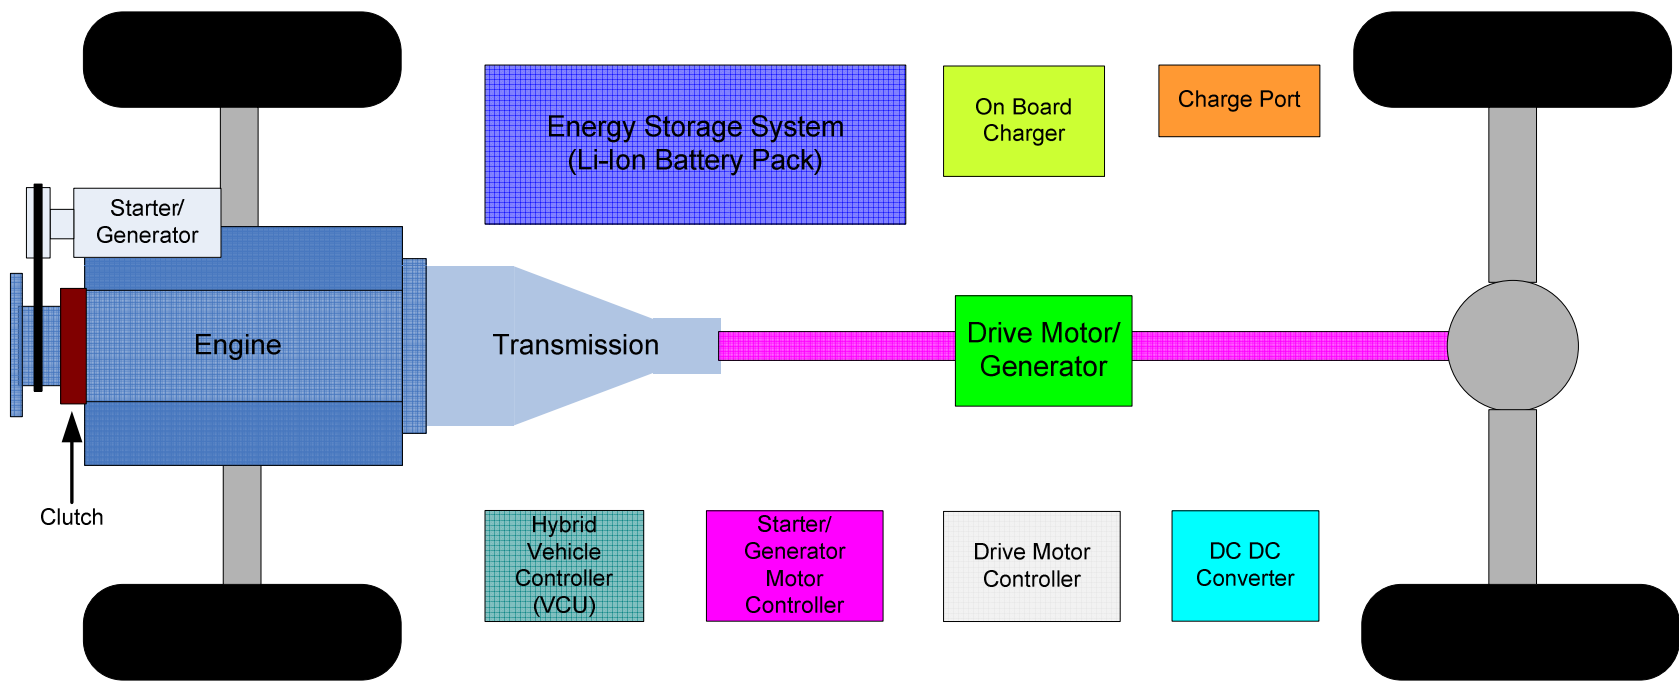 Energy Storage System
(Li-Ion Battery Pack)
On Board
Charger
Charge Port
Starter/
Generator
Engine
Transmission
Drive Motor/
Generator
Clutch
Hybrid
Vehicle
Controller
(VCU)
Starter/
Generator
Motor
Controller
Drive Motor
Controller
DC DC
Converter